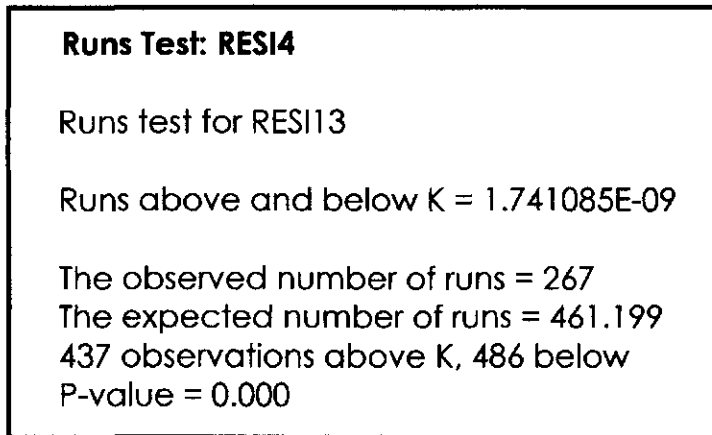 Runs Test: RESI4
Runs test for RESI13
Runs above and below K = 1.741085E-09
The observed number of runs = 267
The expected number of runs = 461.199
437 observations above K, 486 below
P-value = 0.000